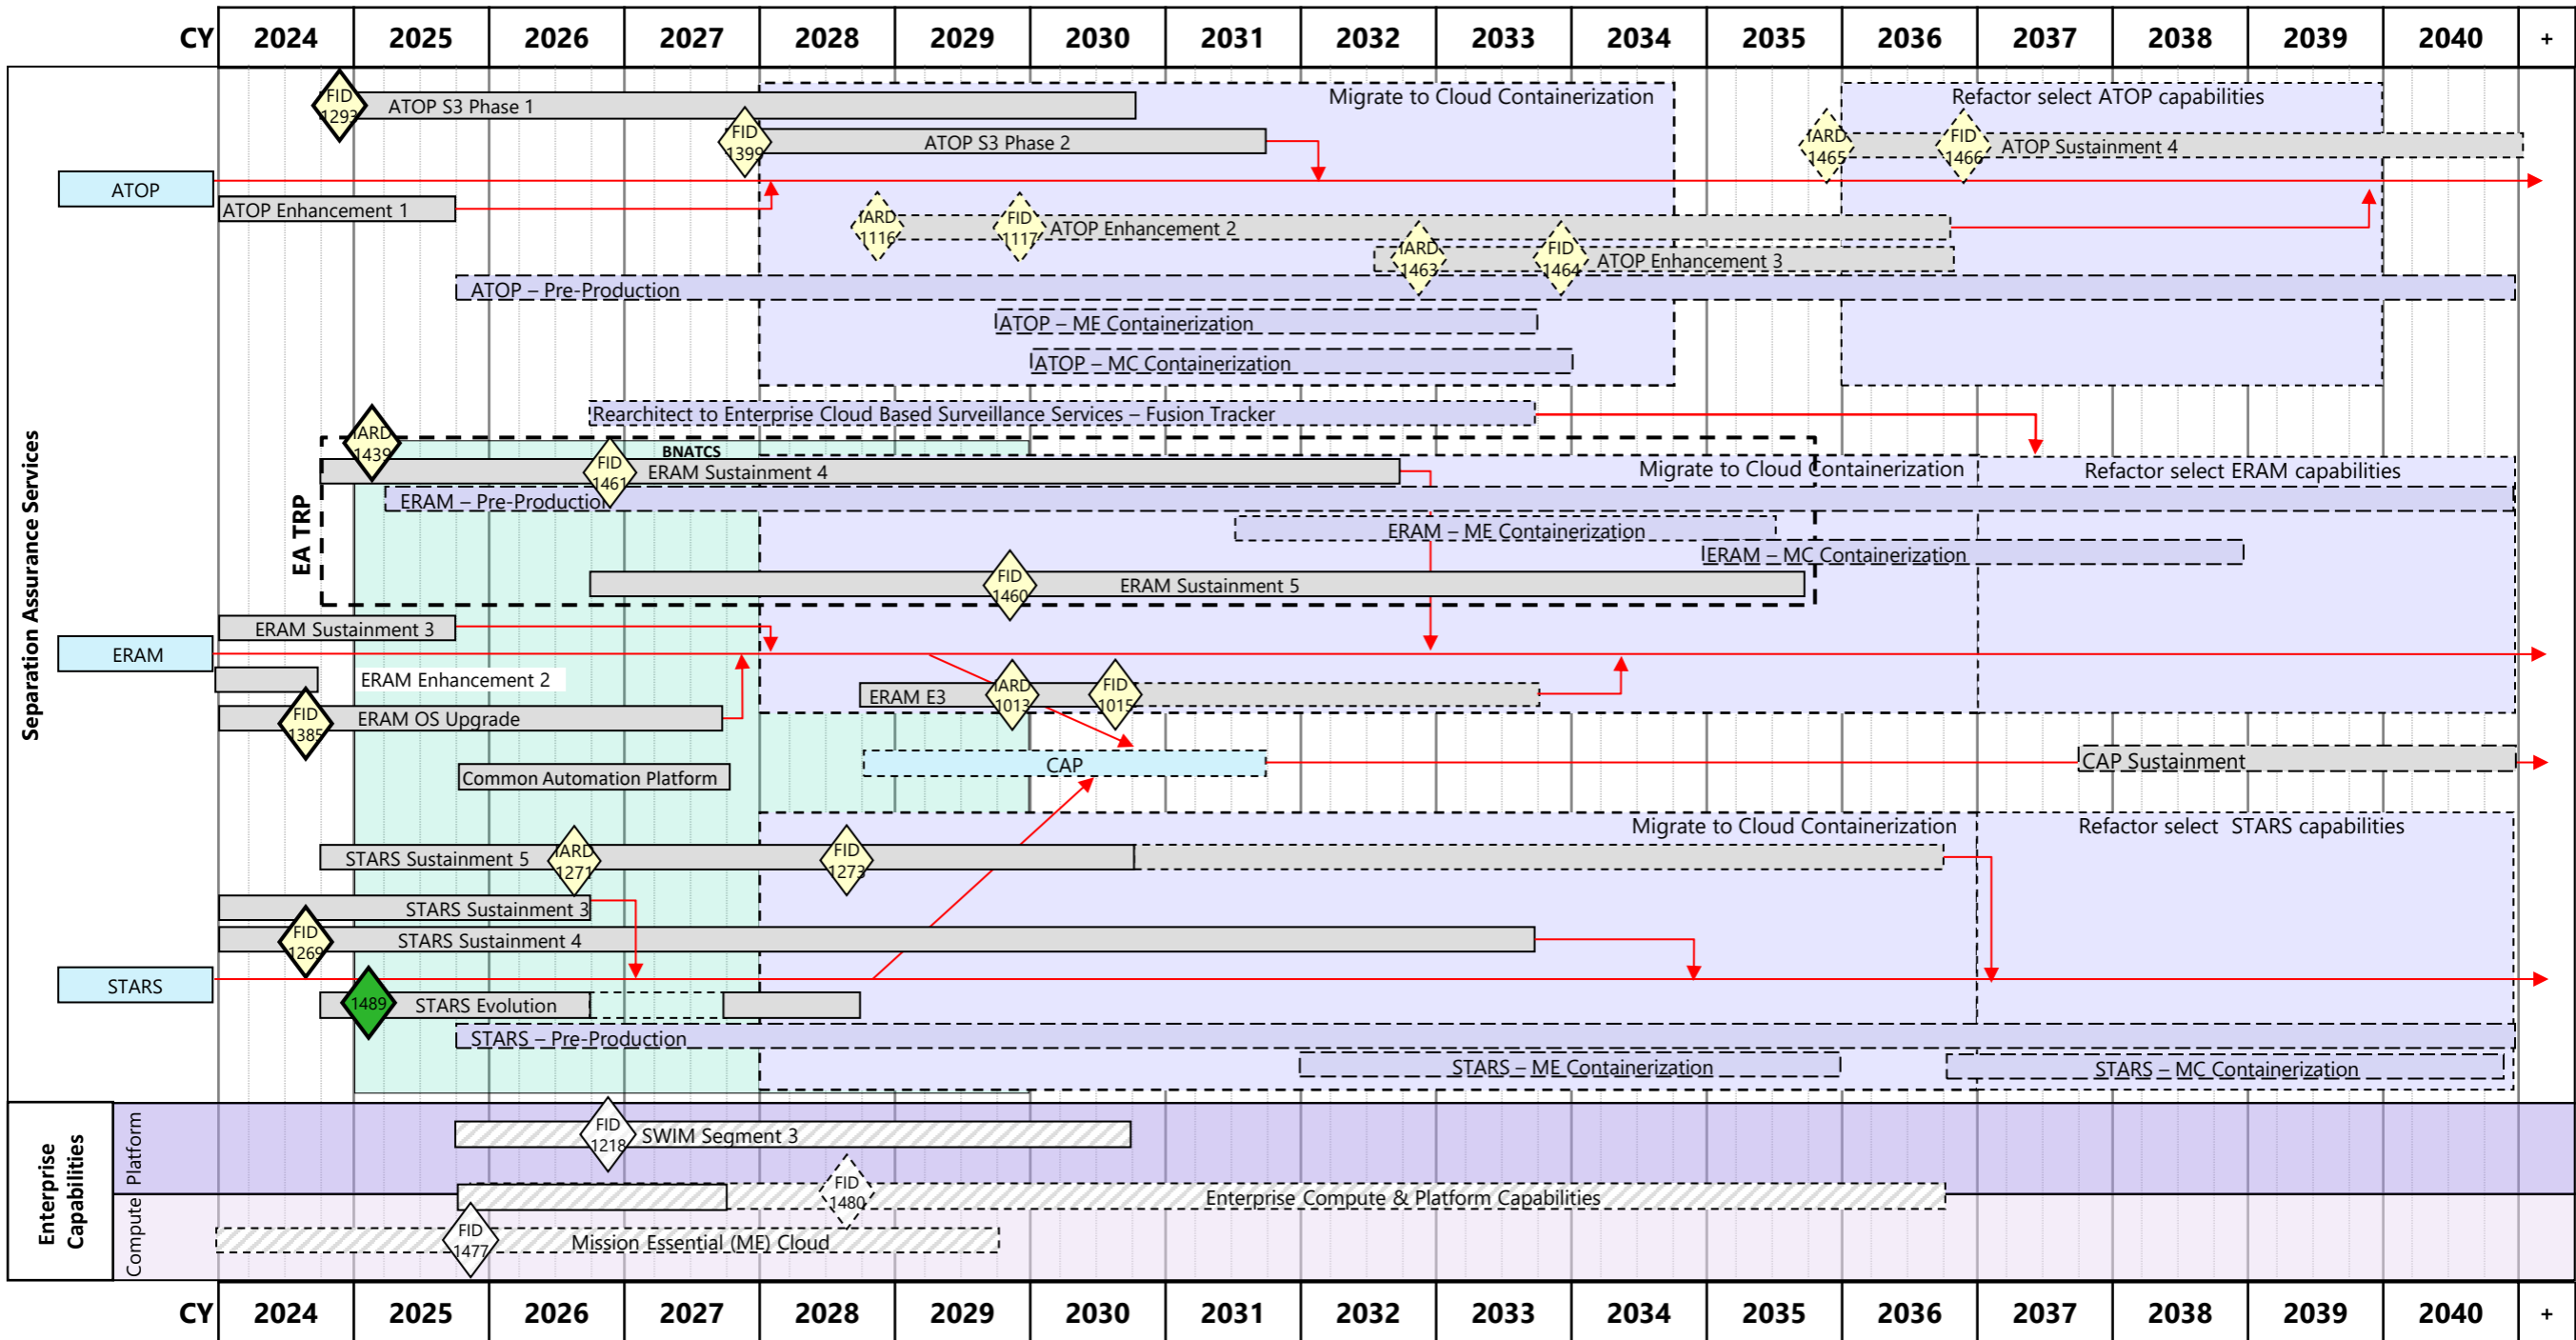 CY 2024 2025 2026 2027 2028 2029 2030 2031 2032 2033 2034 2035 2036 2037 2038 2039 2040 +
Separation Assurance Services
FID 1293
ATOP S3 Phase 1
Migrate to Cloud Containerization
Refactor select ATOP capabilities
FID 1399
ATOP S3 Phase 2
IARD 1465
FID 1466
ATOP Sustainment 4
ATOP
ATOP Enhancement 1
IARD 1116
FID 1117
ATOP Enhancement 2
IARD 1463
FID 1464
ATOP Enhancement 3
ATOP – Pre-Production
ATOP – ME Containerization
ATOP – MC Containerization
Rearchitect to Enterprise Cloud Based Surveillance Services – Fusion Tracker
EA TRP
IARD 1439
BNATCS
FID 1461
ERAM Sustainment 4
Migrate to Cloud Containerization
Refactor select ERAM capabilities
ERAM – Pre-Production
ERAM – ME Containerization
ERAM – MC Containerization
FID 1460
ERAM Sustainment 5
ERAM Sustainment 3
ERAM
ERAM Enhancement 2
ERAM E3
IARD 1013
FID 1015
FID 1385
ERAM OS Upgrade
CAP
CAP Sustainment
Common Automation Platform
Migrate to Cloud Containerization
Refactor select STARS capabilities
STARS Sustainment 5
IARD 1271
FID 1273
STARS Sustainment 3
FID 1269
STARS Sustainment 4
STARS
1489
STARS Evolution
STARS – Pre-Production
STARS – ME Containerization
STARS – MC Containerization
Enterprise Capabilities
Platform
FID 1218
SWIM Segment 3
FID 1480
Enterprise Compute & Platform Capabilities
Compute
FID 1477
Mission Essential (ME) Cloud
CY 2024 2025 2026 2027 2028 2029 2030 2031 2032 2033 2034 2035 2036 2037 2038 2039 2040 +